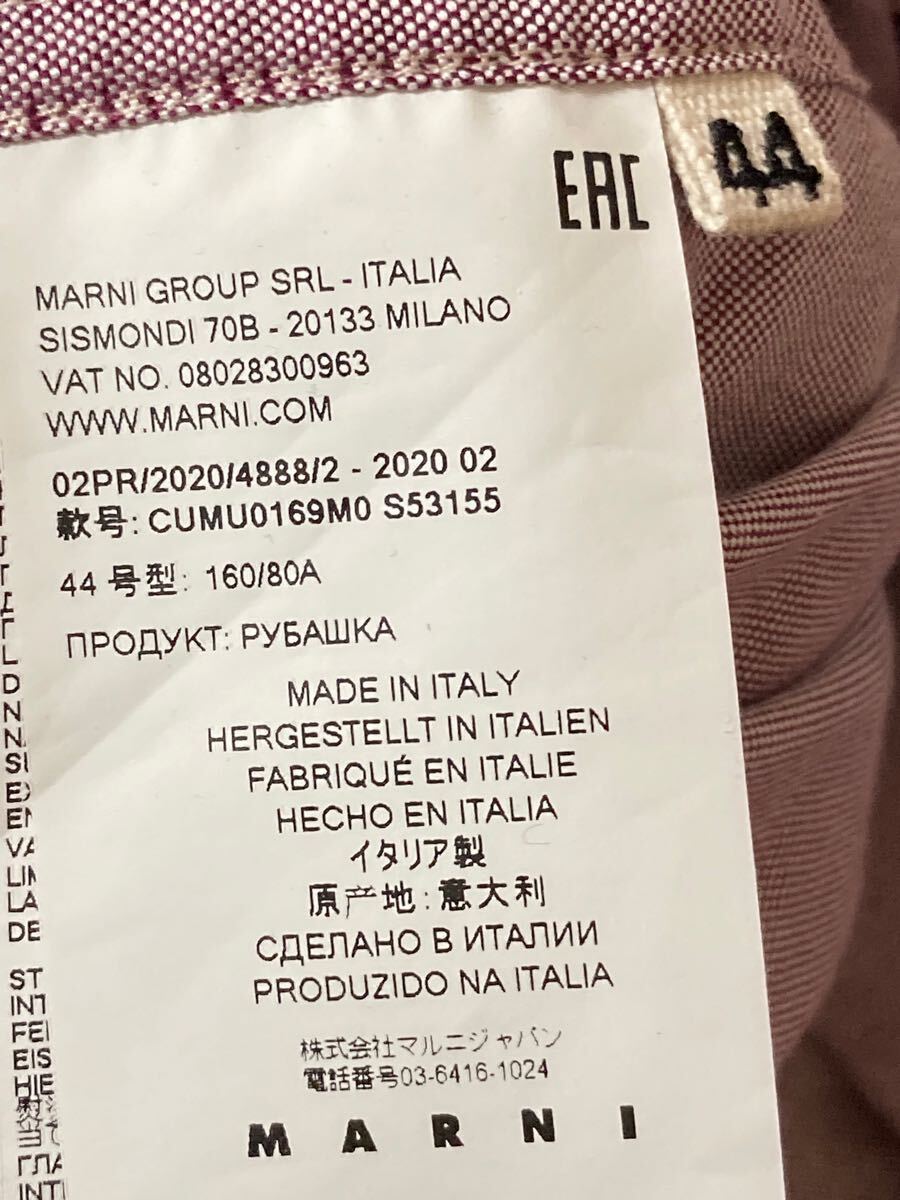 44
EAC
MARNI GROUP SRL - ITALIA
SISMONDI 70B - 20133 MILANO
VAT NO. 08028300963
WWW.MARNI.COM
02PR/2020/4888/2 - 2020 02
款号: CUMU0169M0 S53155
44 号型: 160/80A
ПРОДУКТ: РУБАШКА
MADE IN ITALY
HERGESTELLT IN ITALIEN
FABRIQUÉ EN ITALIE
HECHO EN ITALIA
イタリア製
原产地: 意大利
СДЕЛАНО В ИТАЛИИ
PRODUZIDO NA ITALIA
株式会社マルニジャパン
電話番号03-6416-1024
MARNI